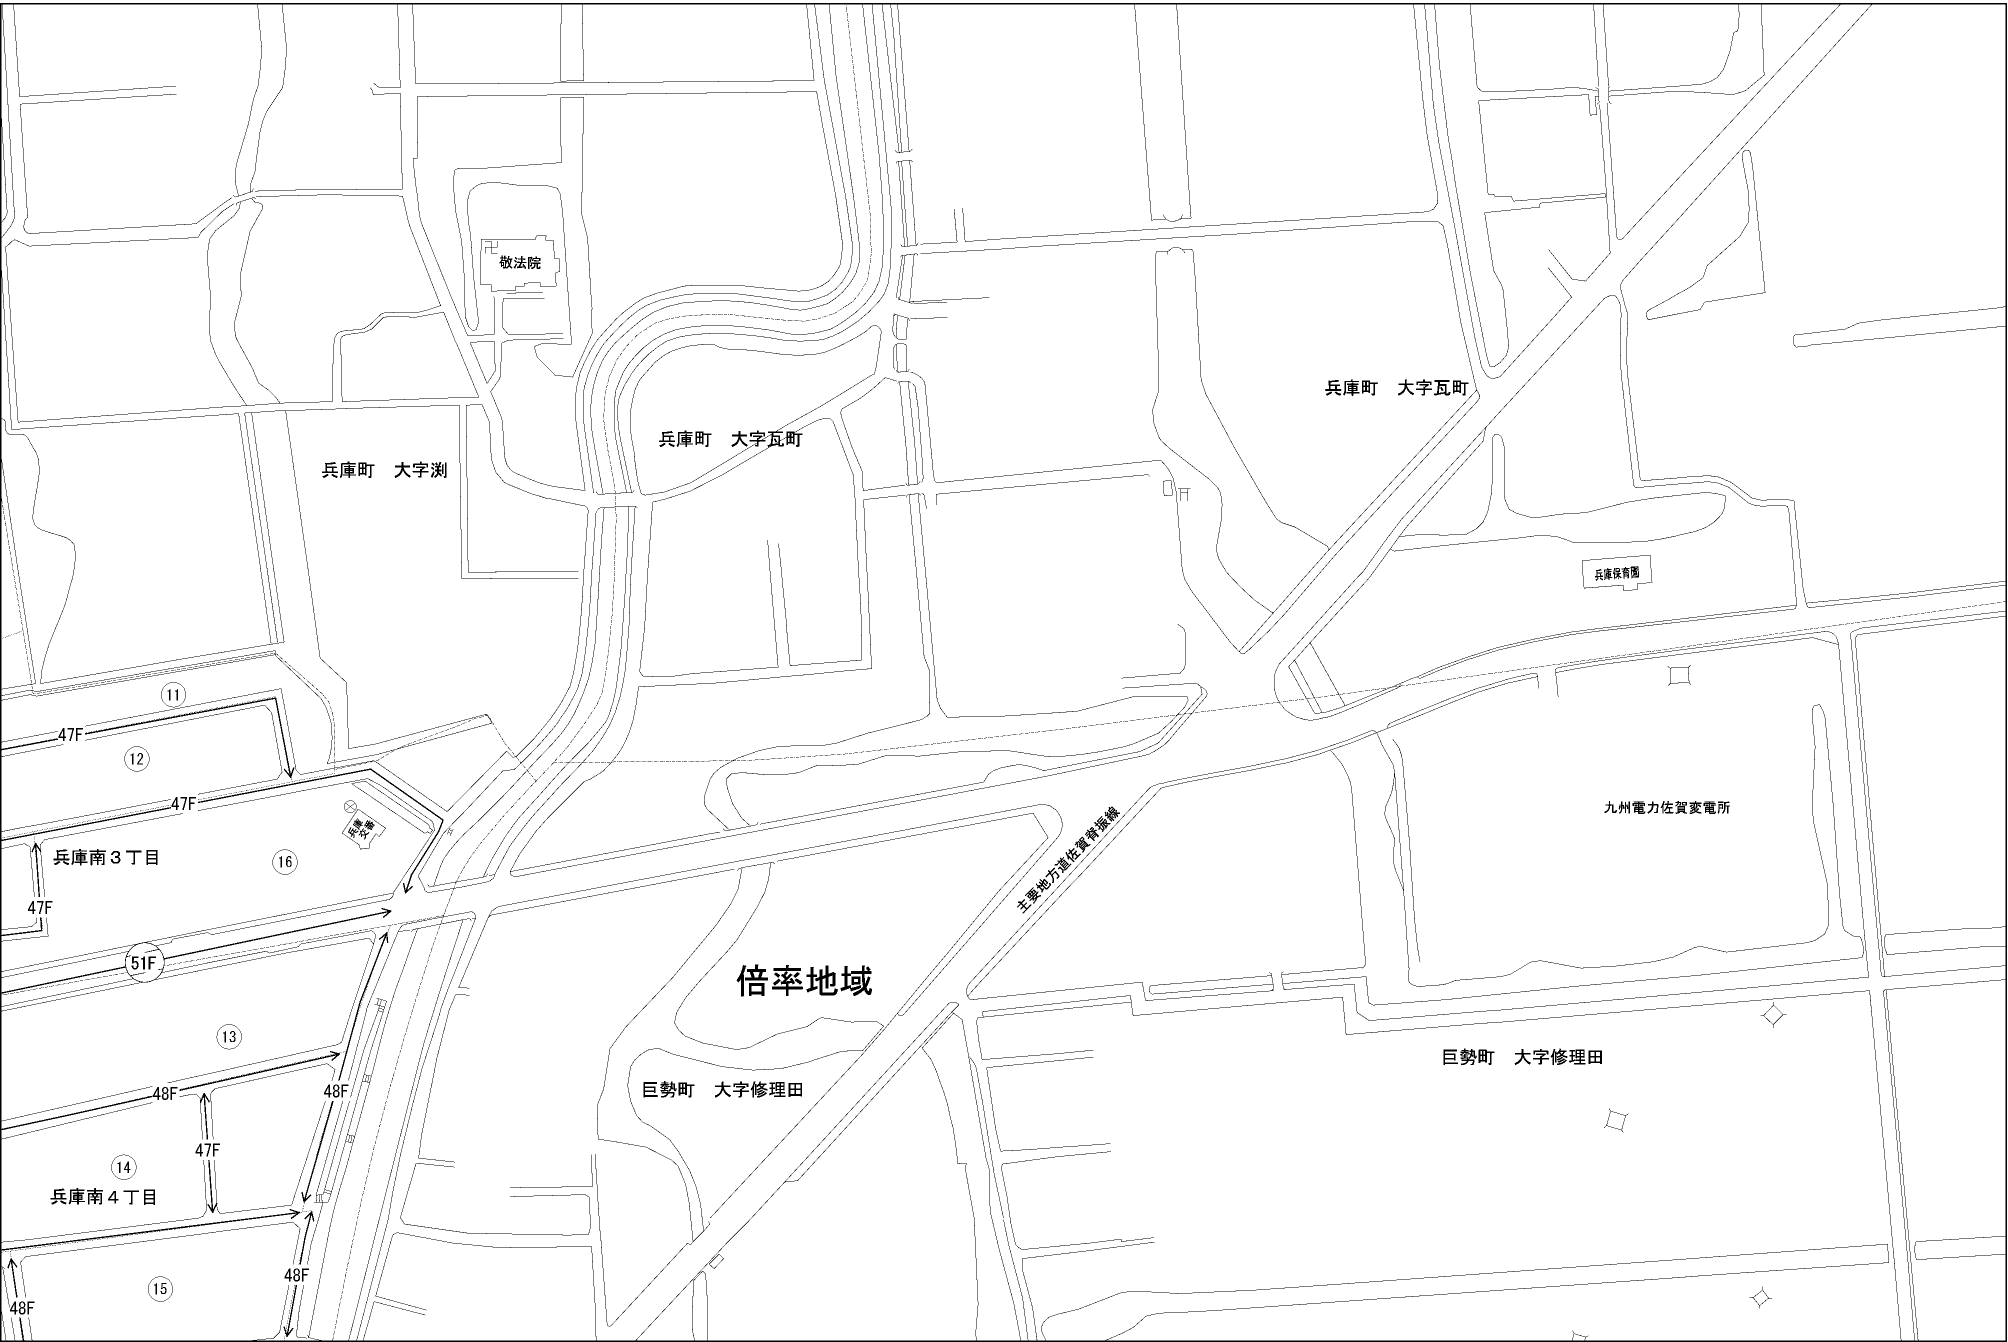 敬法院
兵庫町　大字瓦町
兵庫町　大字瓦町
兵庫町　大字渕
兵庫保育園
11
47F
12
47F
九州電力佐賀変電所
兵庫
交番
主要地方道佐賀脊振線
兵庫南３丁目
16
47F
51F
倍率地域
13
巨勢町　大字修理田
巨勢町　大字修理田
48F
48F
47F
14
兵庫南４丁目
48F
15
48F